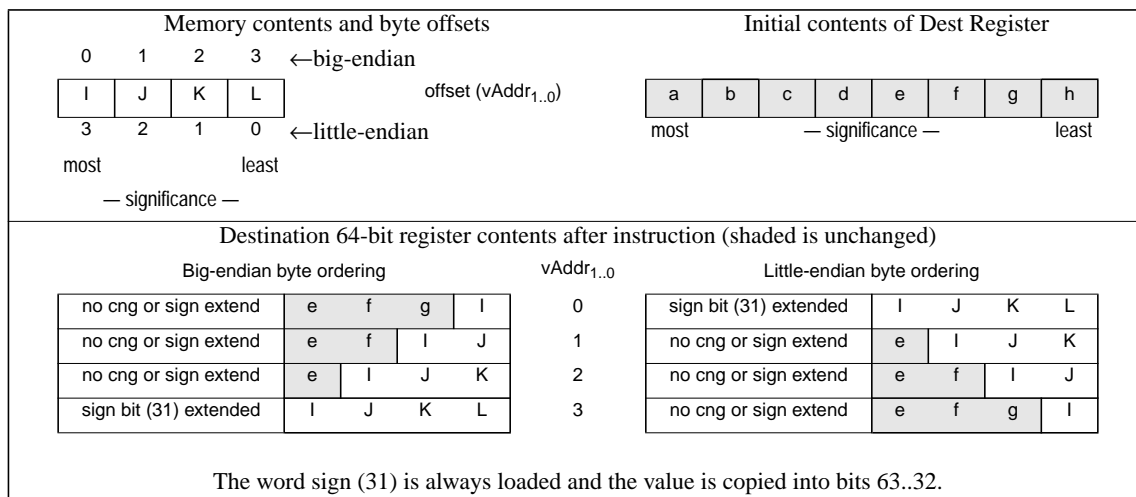 Memory contents and byte offsets
Initial contents of Dest Register
0 1 2 3 ←big-endian
I J K L offset (vAddr1..0)
a b c d e f g h
3 2 1 0 ←little-endian
most — significance — least
most least
— significance —
Destination 64-bit register contents after instruction (shaded is unchanged)
Big-endian byte ordering vAddr1..0 Little-endian byte ordering
no cng or sign extend e f g I 0 sign bit (31) extended I J K L
no cng or sign extend e f I J 1 no cng or sign extend e I J K
no cng or sign extend e I J K 2 no cng or sign extend e f I J
sign bit (31) extended I J K L 3 no cng or sign extend e f g I
The word sign (31) is always loaded and the value is copied into bits 63..32.